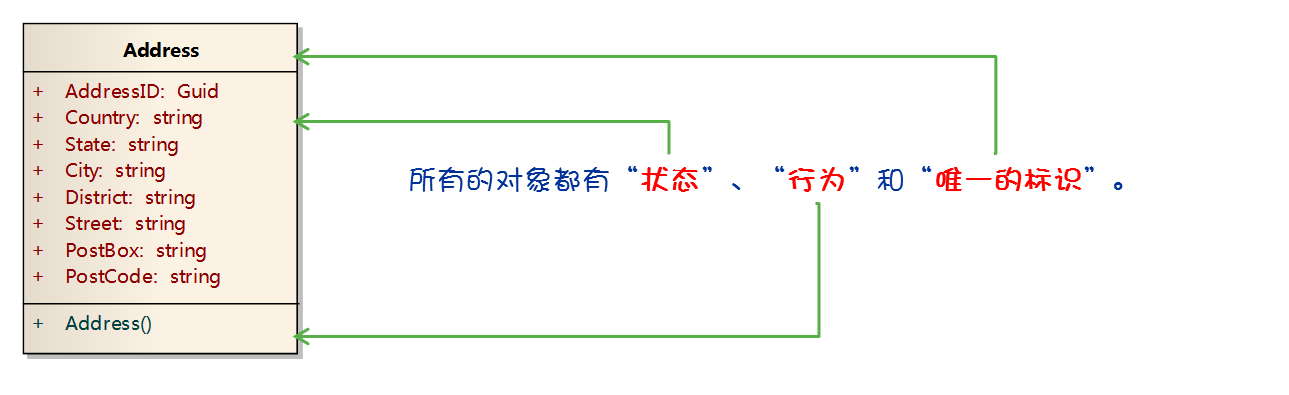 Address
+ AddressID: Guid
+ Country: string
+ State: string
+ City: string
+ District: string
+ Street: string
+ PostBox: string
+ PostCode: string
+ Address()
所有的对象都有“状态”、“行为”和“唯一的标识”。